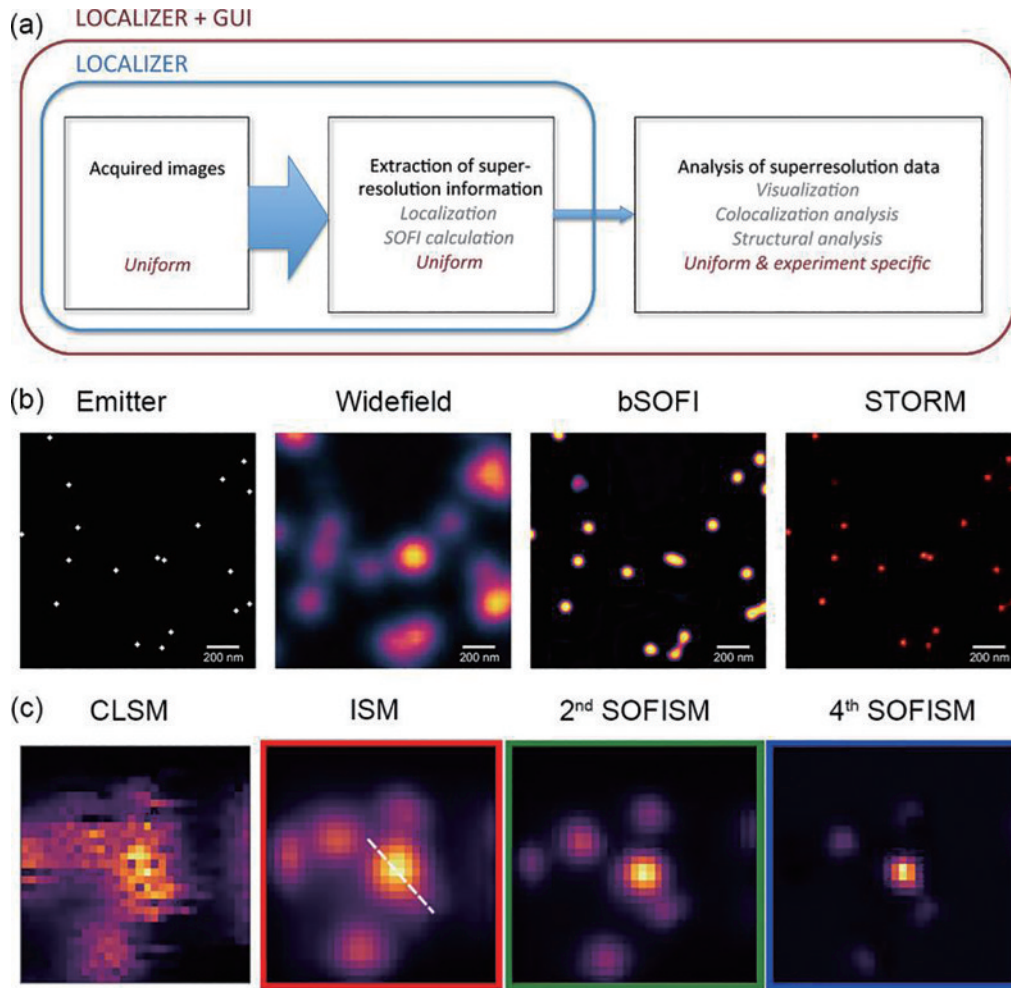 (a)
LOCALIZER + GUI
LOCALIZER
Acquired images
Uniform
Extraction of super-
resolution information
Localization
SOFI calculation
Uniform
Analysis of superresolution data
Visualization
Colocalization analysis
Structural analysis
Uniform & experiment specific
(b)
Emitter
Widefield
bSOFI
STORM
200 nm
200 nm
200 nm
200 nm
(c)
CLSM
ISM
2nd SOFISM
4th SOFISM